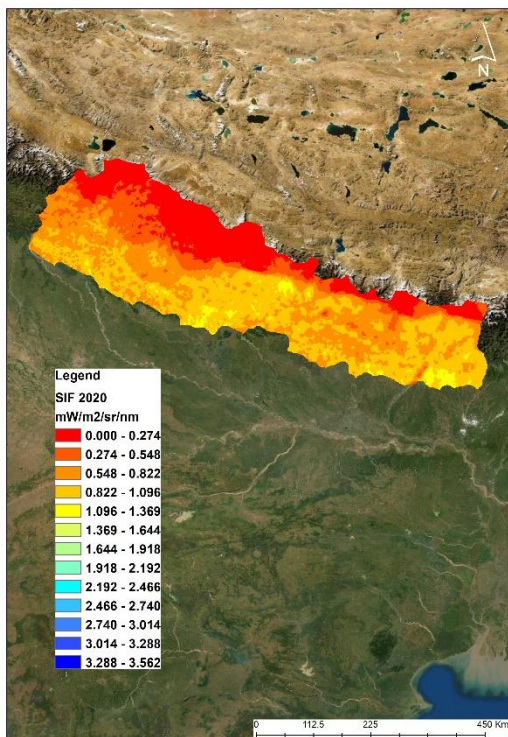 N
Legend
SIF 2020
mW/m2/sr/nm
0.000 - 0.274
0.274 - 0.548
0.548 - 0.822
0.822 - 1.096
1.096 - 1.369
1.369 - 1.644
1.644 - 1.918
1.918 - 2.192
2.192 - 2.466
2.466 - 2.740
2.740 - 3.014
3.014 - 3.288
3.288 - 3.562
0 112.5 225 450 Km